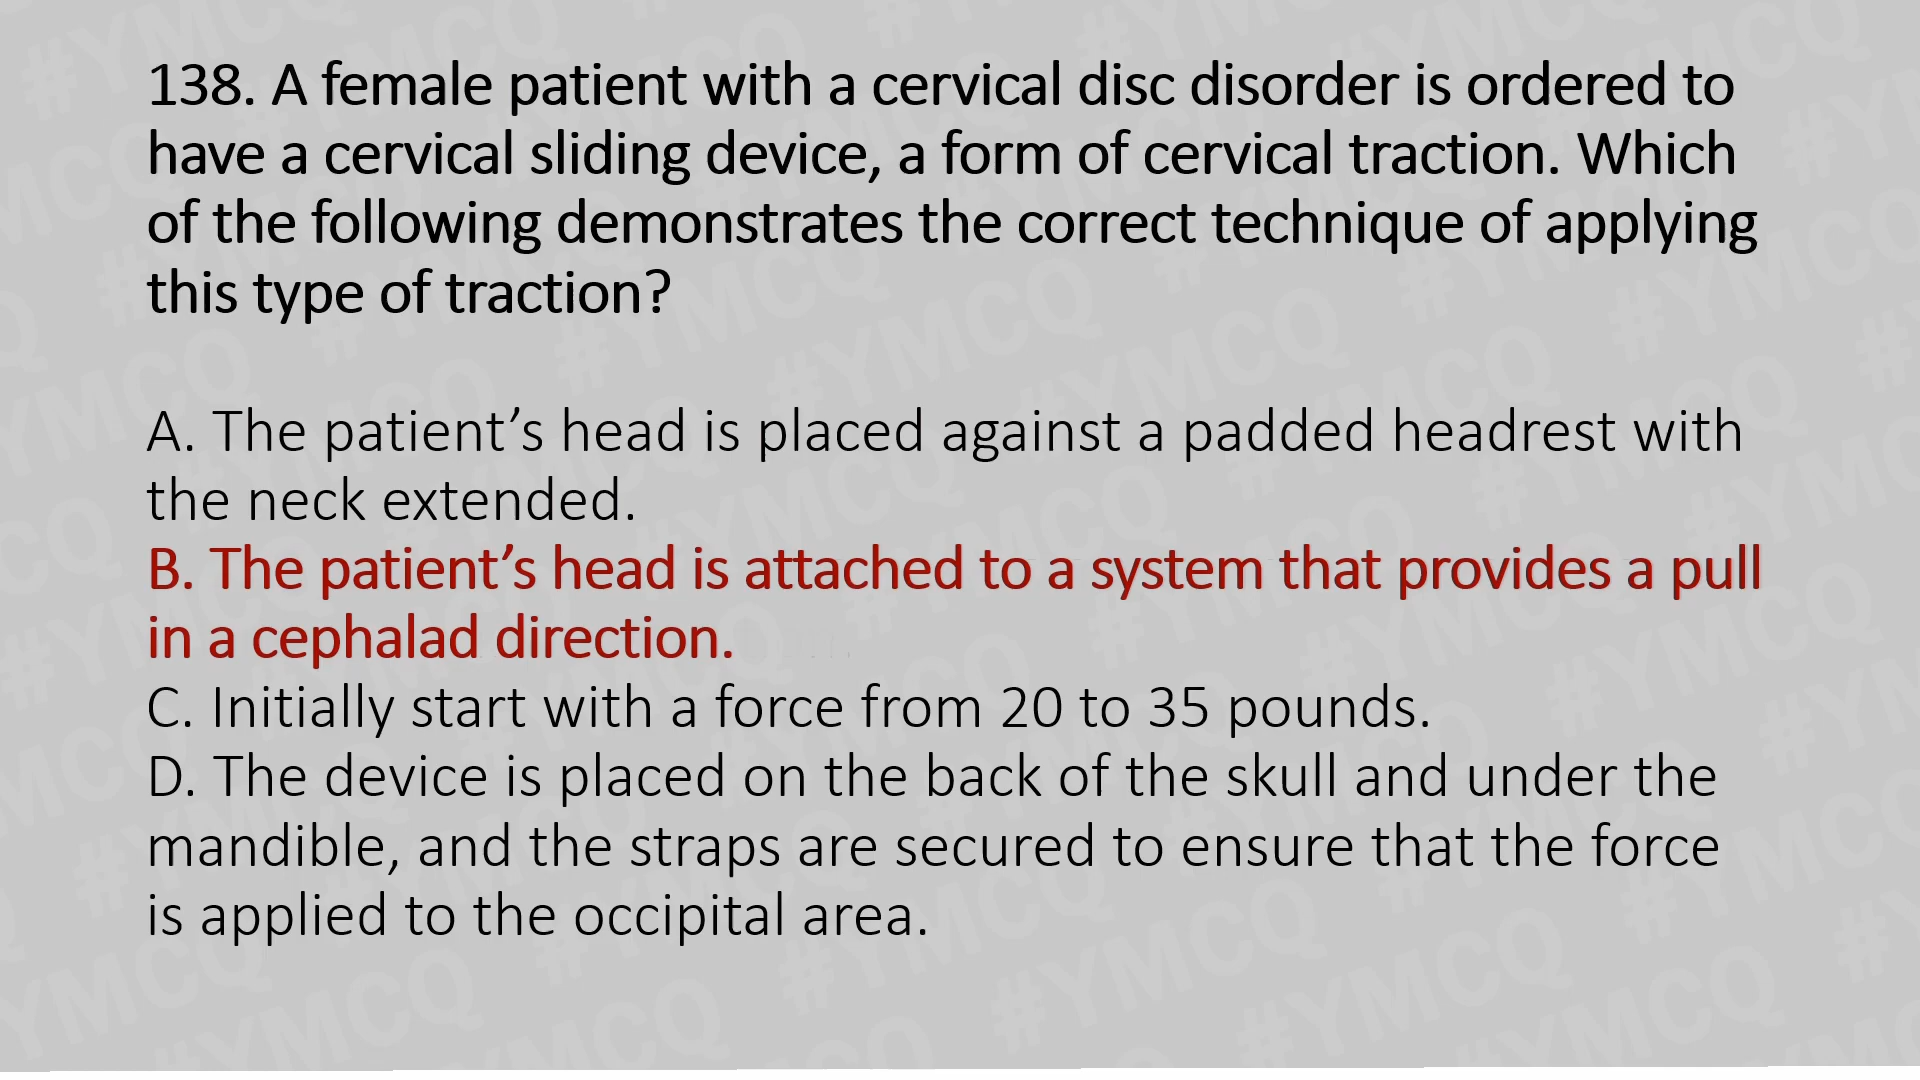 138. A female patient with a cervical disc disorder is ordered to
have a cervical sliding device, a form of cervical traction. Which
of the following demonstrates the correct technique of applying
this type of traction?
A. The patient’s head is placed against a padded headrest with
the neck extended.
B. The patient’s head is attached to a system that provides a pull
in a cephalad direction.
C. Initially start with a force from 20 to 35 pounds.
D. The device is placed on the back of the skull and under the
mandible, and the straps are secured to ensure that the force
is applied to the occipital area.
#YMCQ